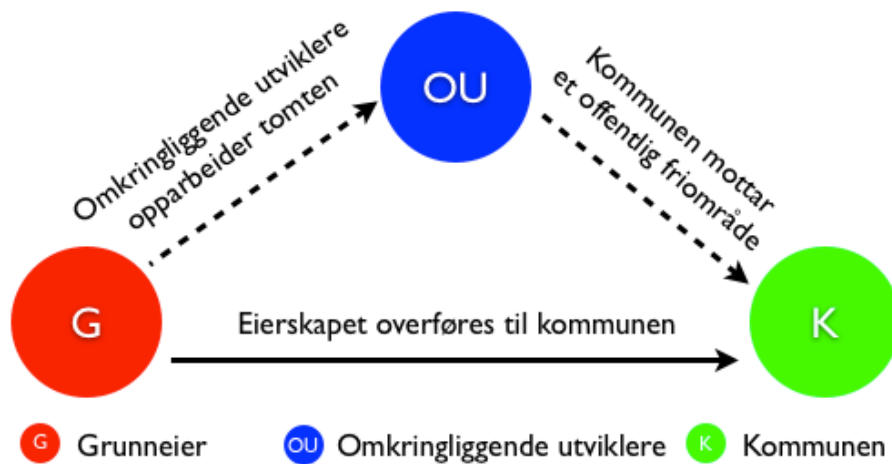 Omkringliggende utviklere
opparbeider tomten
OU
Kommunen mottar
et offentlig friområde
G
Eierskapet overføres til kommunen
K
G Grunneier
OU Omkringliggende utviklere
K Kommunen